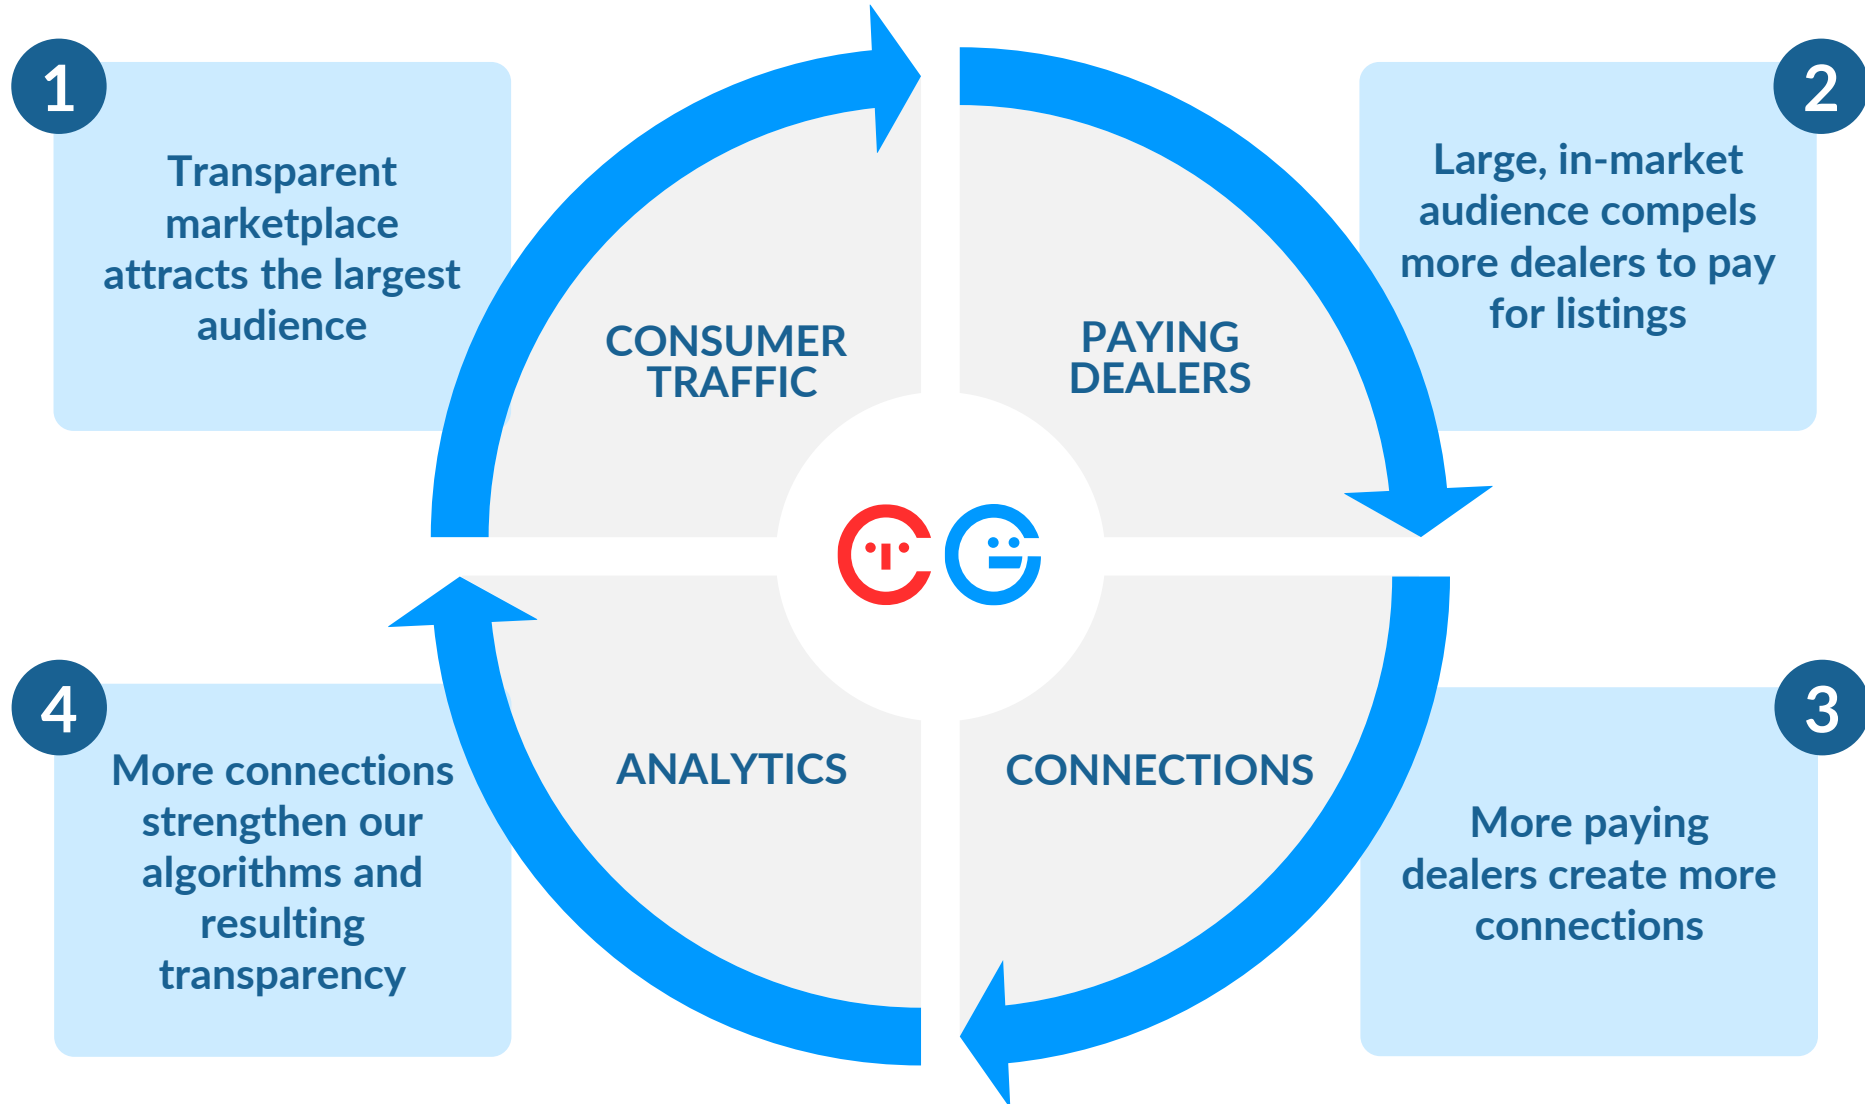 1
Transparent
marketplace
attracts the largest
audience
CONSUMER
TRAFFIC
2
Large, in-market
audience compels
more dealers to pay
for listings
PAYING
DEALERS
3
More paying
dealers create more
connections
CONNECTIONS
4
More connections
strengthen our
algorithms and
resulting
transparency
ANALYTICS
CG